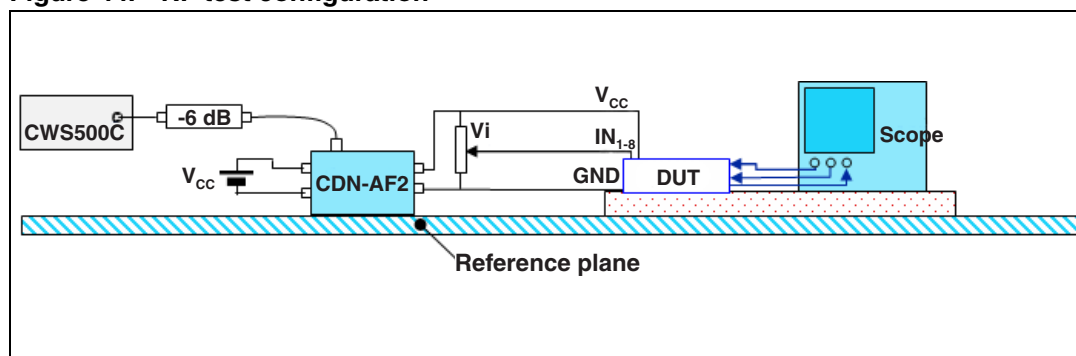 CWS500C
-6 dB
VCC
CDN-AF2
Vi
VCC
IN1-8
GND
DUT
Scope
Reference plane